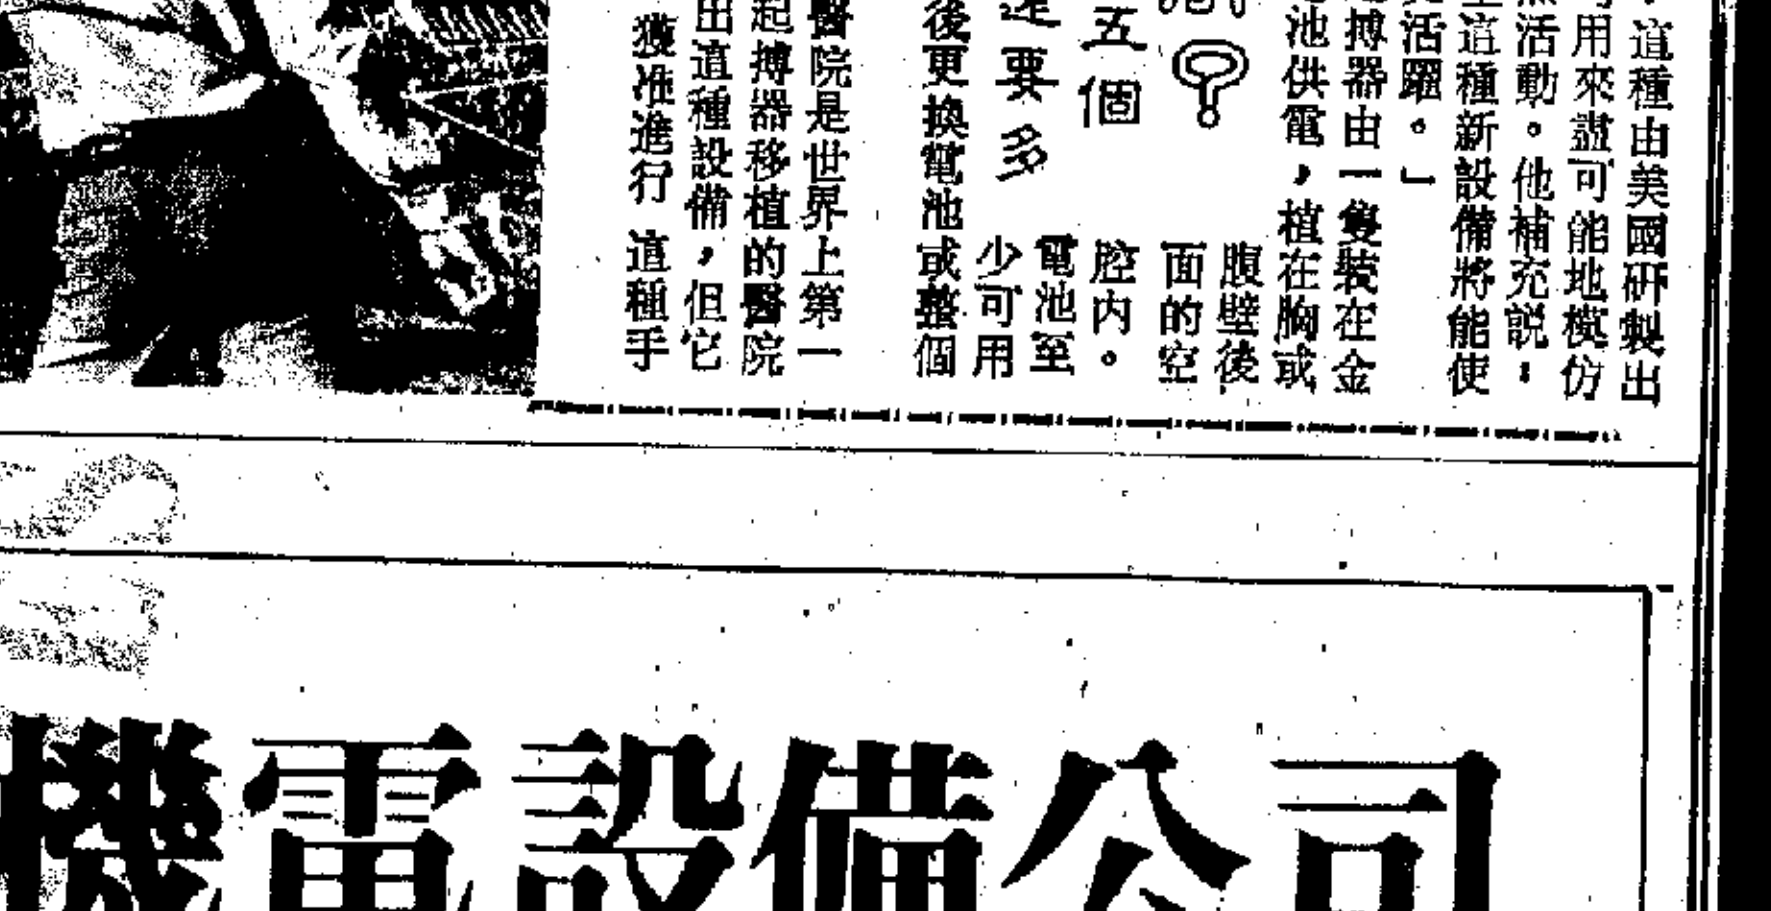 ，這種由美國研製出
用來盡可能地模仿
活動。他補充說：
這種新設備將能使
活躍。」
搏器由一隻裝在金
池供電，植在胸或
腹壁後
面的空
腔內。
電池至
少可用
五個
要多
後更換電池或整個
醫院是世界上第一
起搏器移植的醫院
出這種設備，但它
獲准進行這種手
機電設備公司